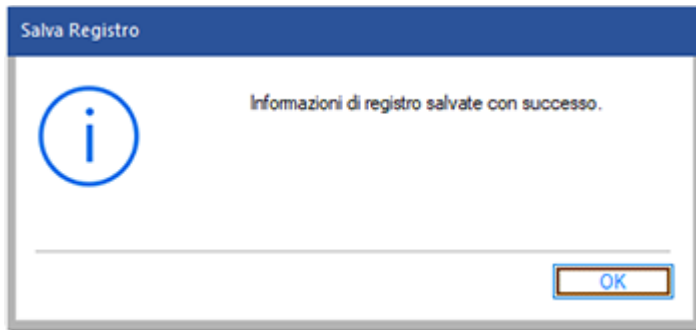 Salva Registro
Informazioni di registro salvate con successo.
OK